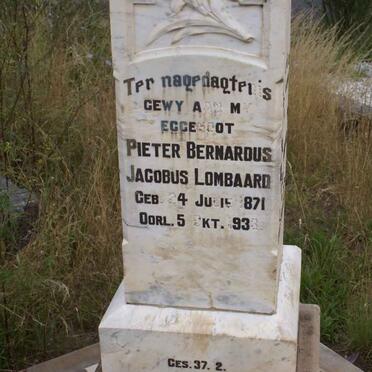 Ter nagedagtenis
GEWY AAN MY
EGGENOOT
PIETER BERNARDUS
JACOBUS LOMBAARD
GEB. 24 JULIE 1871
OORL. 5 OKT.
GES. 37. 2.